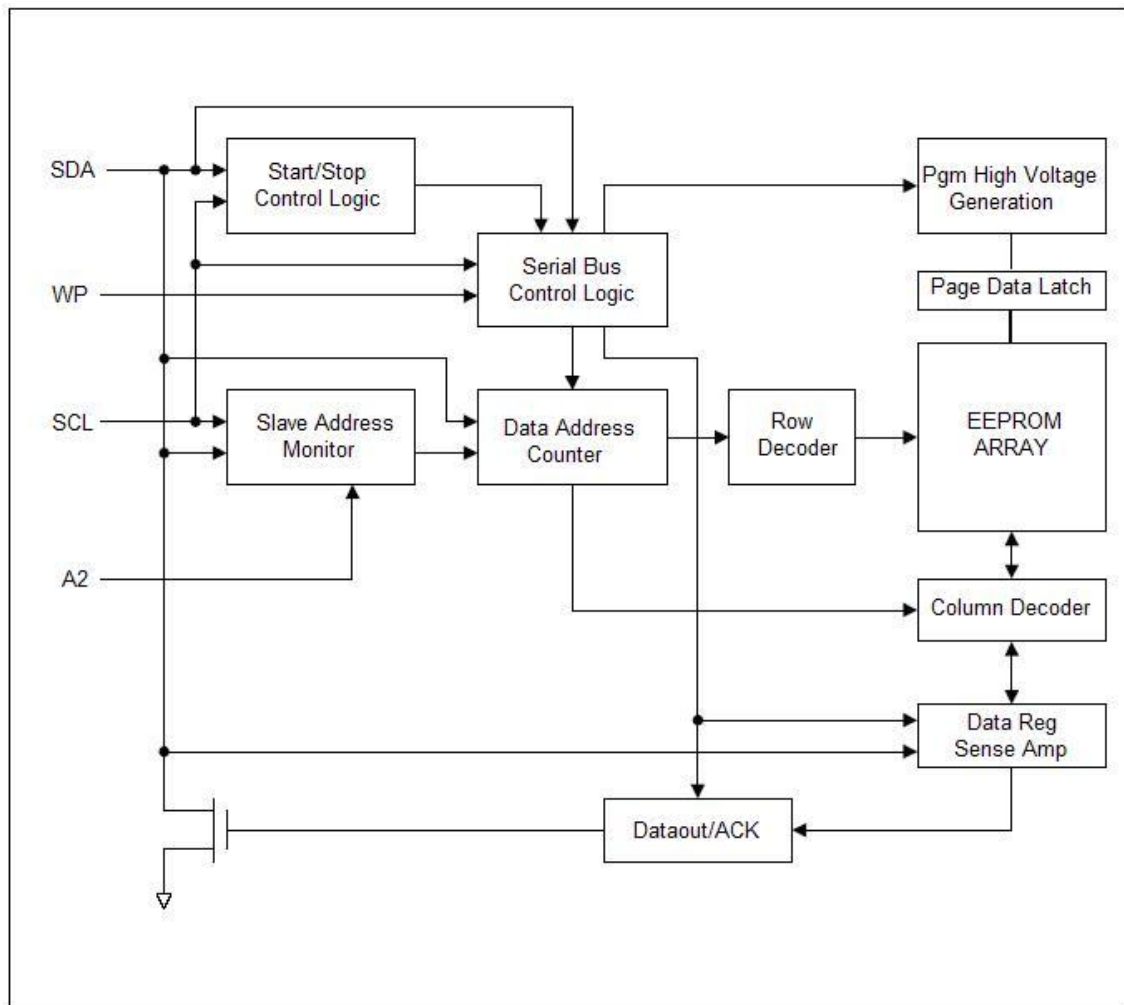 SDA
Start/Stop
Control Logic
Pgm High Voltage
Generation
WP
Serial Bus
Control Logic
Page Data Latch
SCL
Slave Address
Monitor
Data Address
Counter
Row
Decoder
EEPROM
ARRAY
A2
Column Decoder
Data Reg
Sense Amp
Dataout/ACK